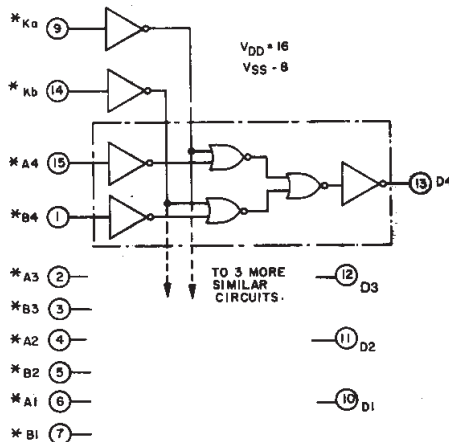 *Ka 9
VDD = 16
VSS - 8
*Kb 14
*A4 15
13 D4
*B4 1
*A3 2
TO 3 MORE
SIMILAR
CIRCUITS.
12 D3
*B3 3
*A2 4
11 D2
*B2 5
*A1 6
10 D1
*B1 7